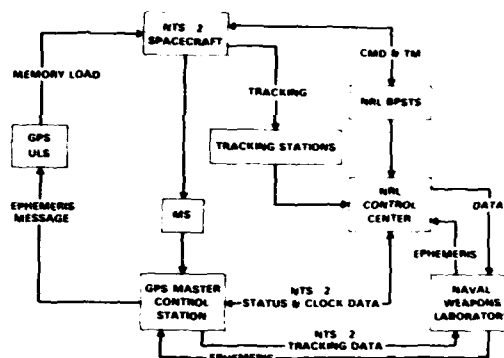 NTS 2
SPACECRAFT
CMD & TM
MEMORY LOAD
TRACKING
NRL BPSTS
GPS
ULS
TRACKING STATIONS
EPHEMERIS
MESSAGE
MS
NRL
CONTROL
CENTER
DATA
EPHEMERIS
GPS MASTER
CONTROL
STATION
NTS 2
STATUS & CLOCK DATA
NAVAL
WEAPONS
LABORATORY
NTS 2
TRACKING DATA
EPHEMERIS